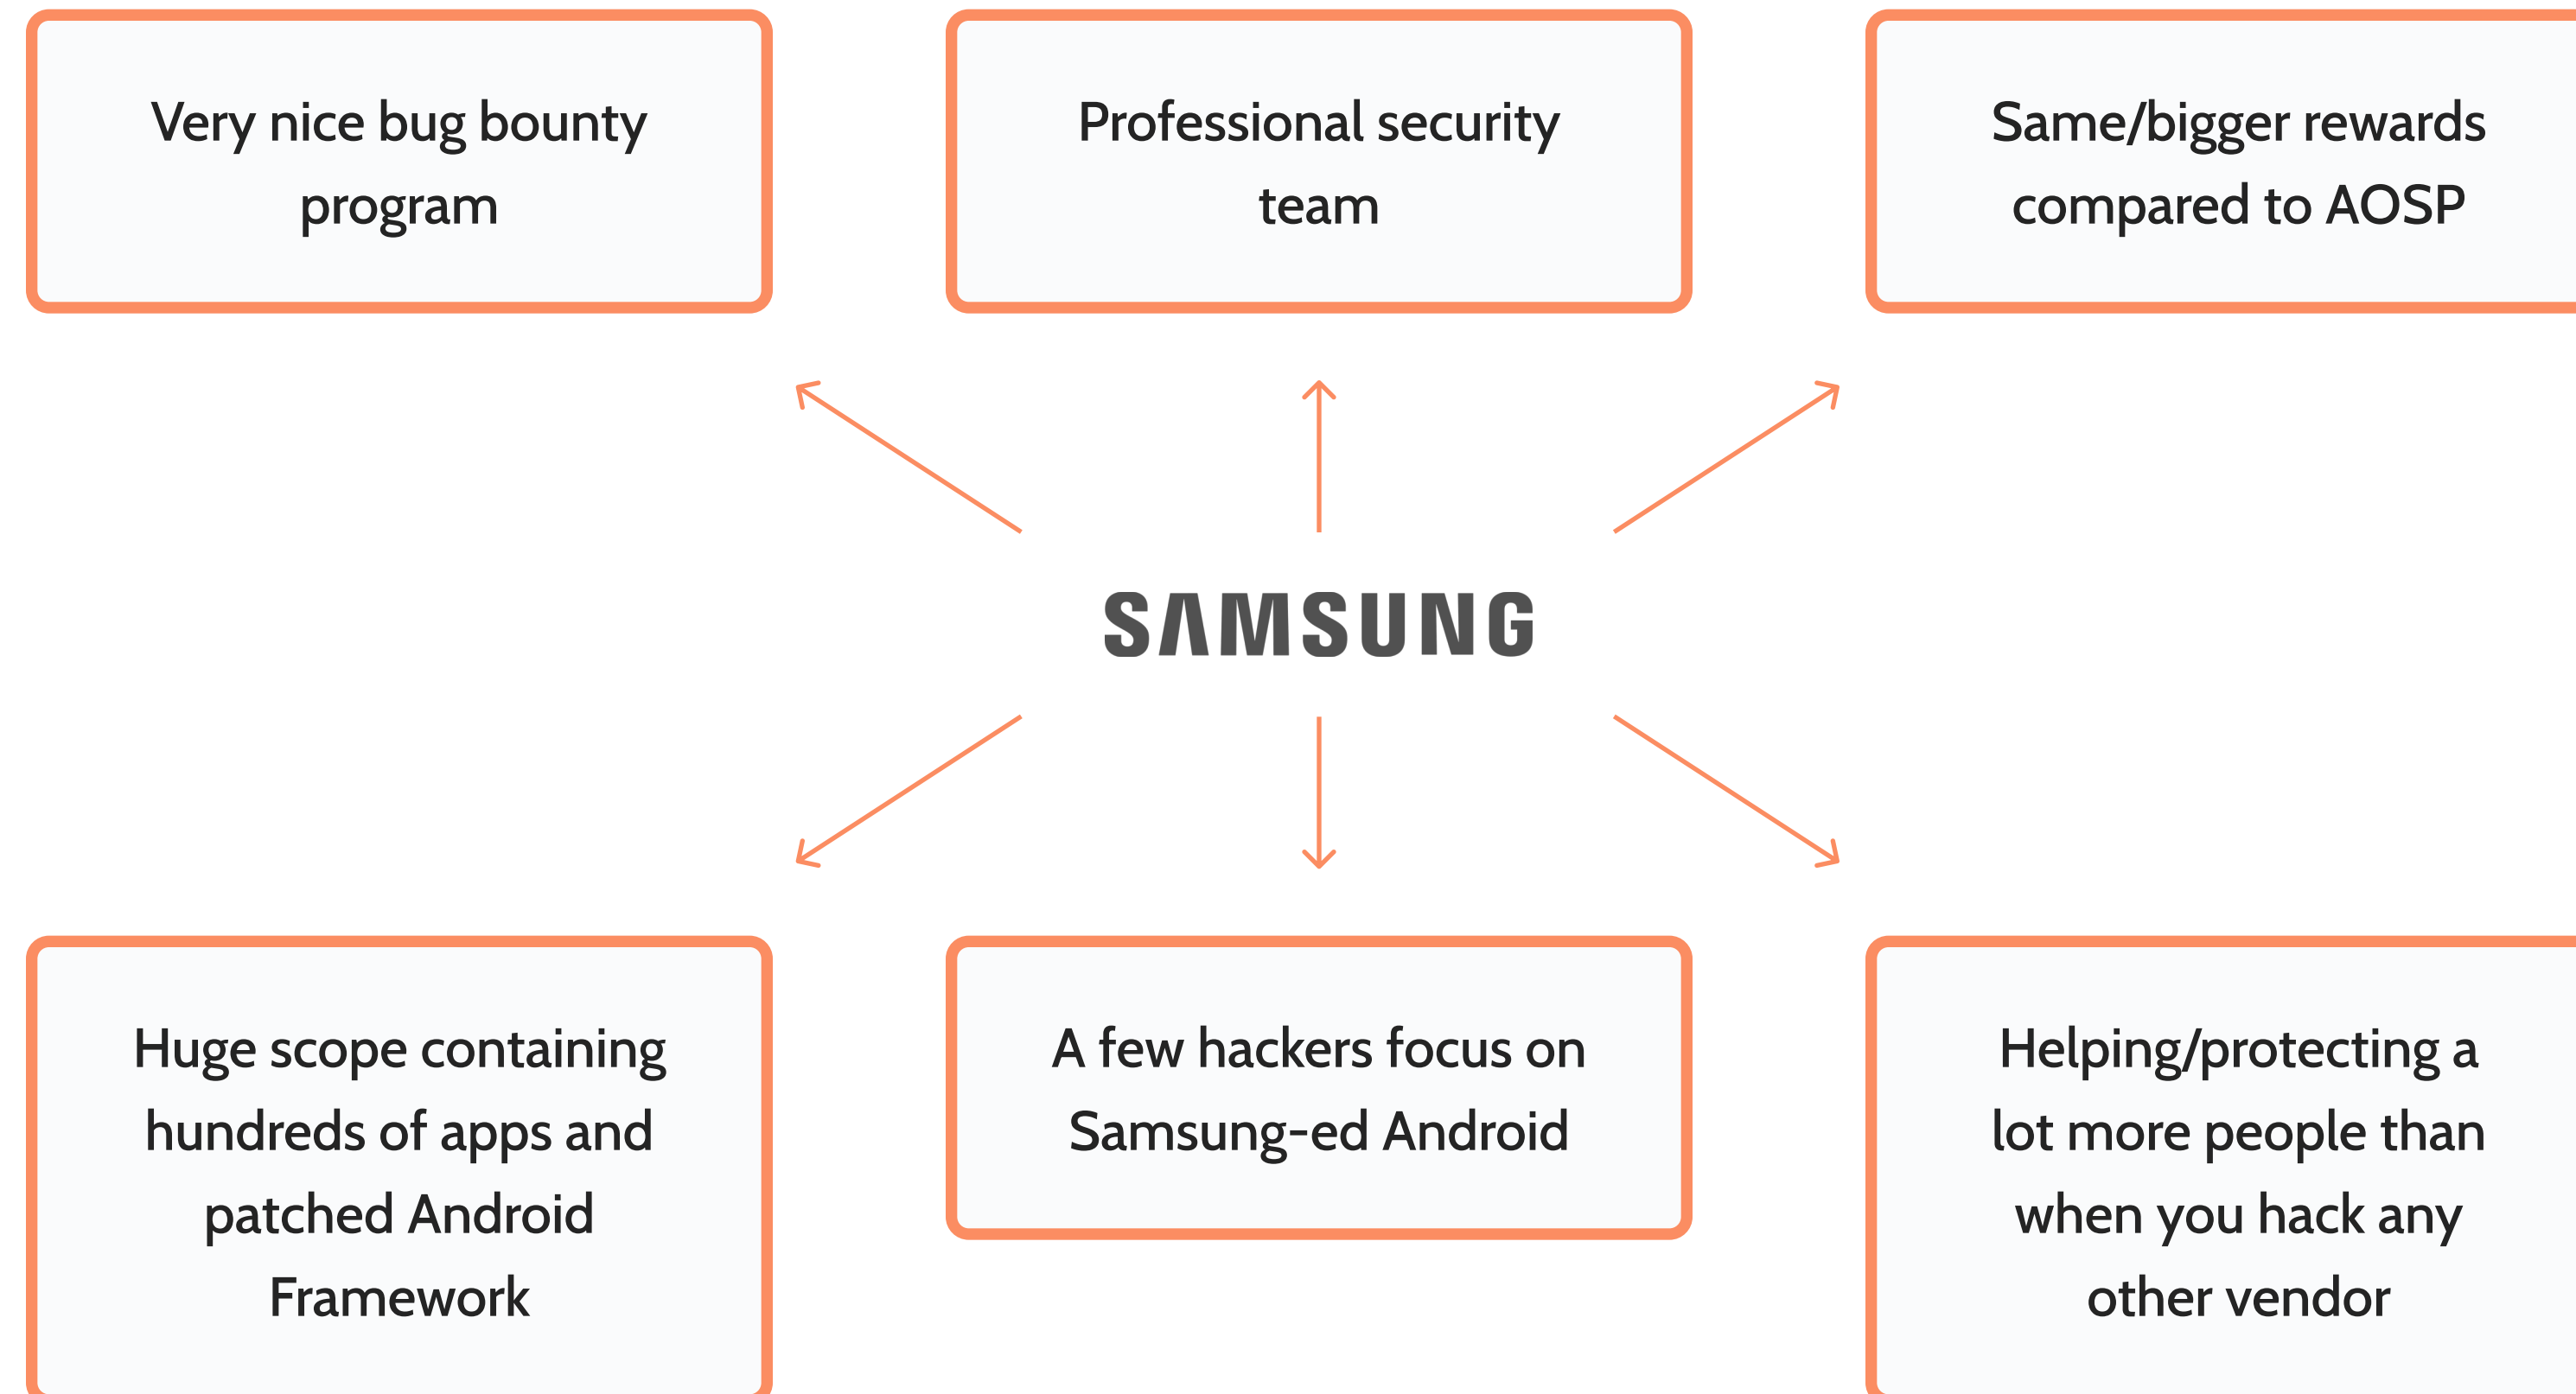 Very nice bug bounty
program
Professional security
team
Same/bigger rewards
compared to AOSP
SAMSUNG
Huge scope containing
hundreds of apps and
patched Android
Framework
A few hackers focus on
Samsung-ed Android
Helping/protecting a
lot more people than
when you hack any
other vendor